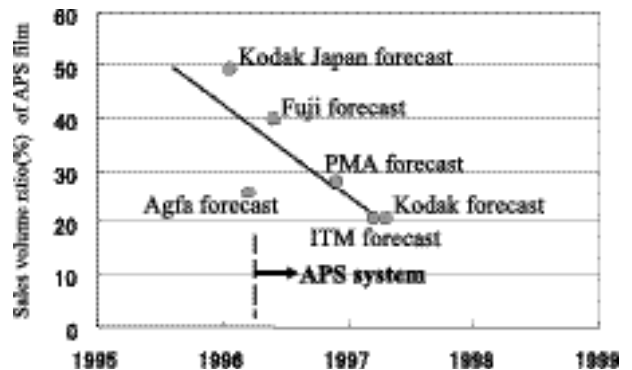 Sales volume ratio(%) of APS film
60
50
40
30
20
10
0
Kodak Japan forecast
Fuji forecast
PMA forecast
Agfa forecast
Kodak forecast
ITM forecast
APS system
1995 1996 1997 1998 1999